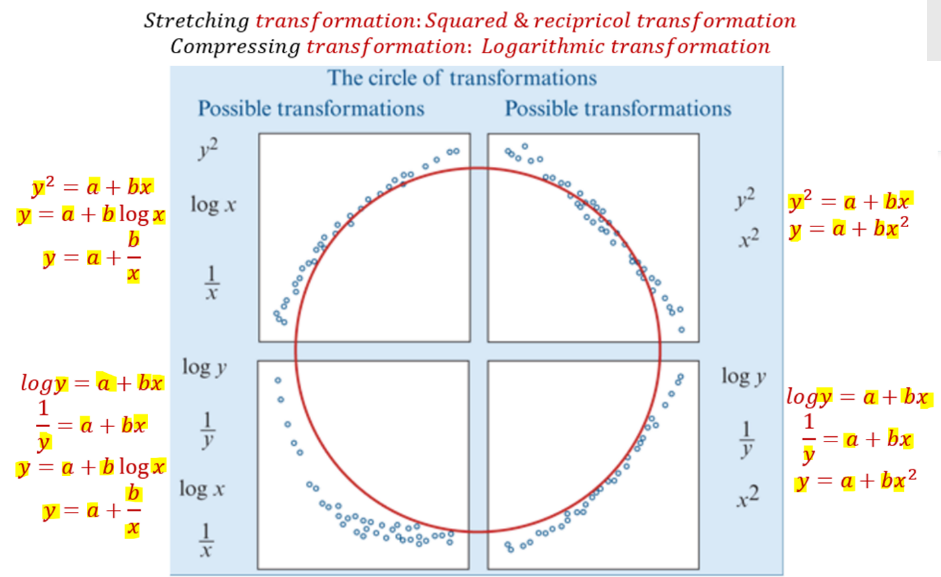 Stretching transformation: Squared & recipricol transformation
Compressing transformation: Logarithmic transformation
The circle of transformations
Possible transformations
Possible transformations
y²
log x
1/x
y² = a + bx
y = a + b log x
y = a + b/x
y²
x²
y² = a + bx
y = a + bx²
log y
1/y
log x
1/x
logy = a + bx
1/y = a + bx
y = a + b log x
y = a + b/x
log y
1/y
x²
logy = a + bx
1/y = a + bx
y = a + bx²